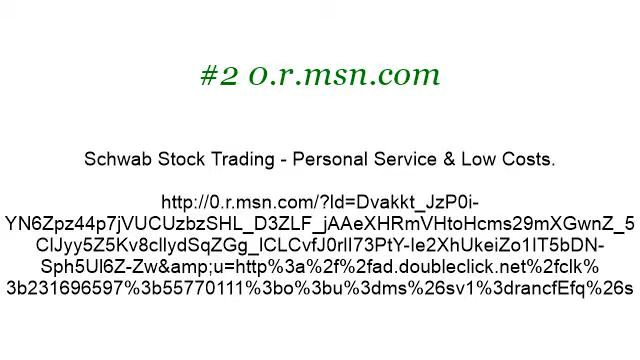 #2 0.r.msn.com
Schwab Stock Trading - Personal Service & Low Costs.
http://0.r.msn.com/?ld=Dvakkt_JzP0i-
YN6Zpz44p7jVUCUzbzSHL_D3ZLF_jAAeXHRmVHtoHcms29mXGwnZ_5
ClJyy5Z5Kv8cllydSqZGg_lCLCvfJ0rlI73PtY-le2XhUkeiZo1IT5bDN-
Sph5Ul6Z-Zw&amp;u=http%3a%2f%2fad.doubleclick.net%2fclk%
3b231696597%3b55770111%3bo%3bu%3dms%26sv1%3drancfEfq%26s